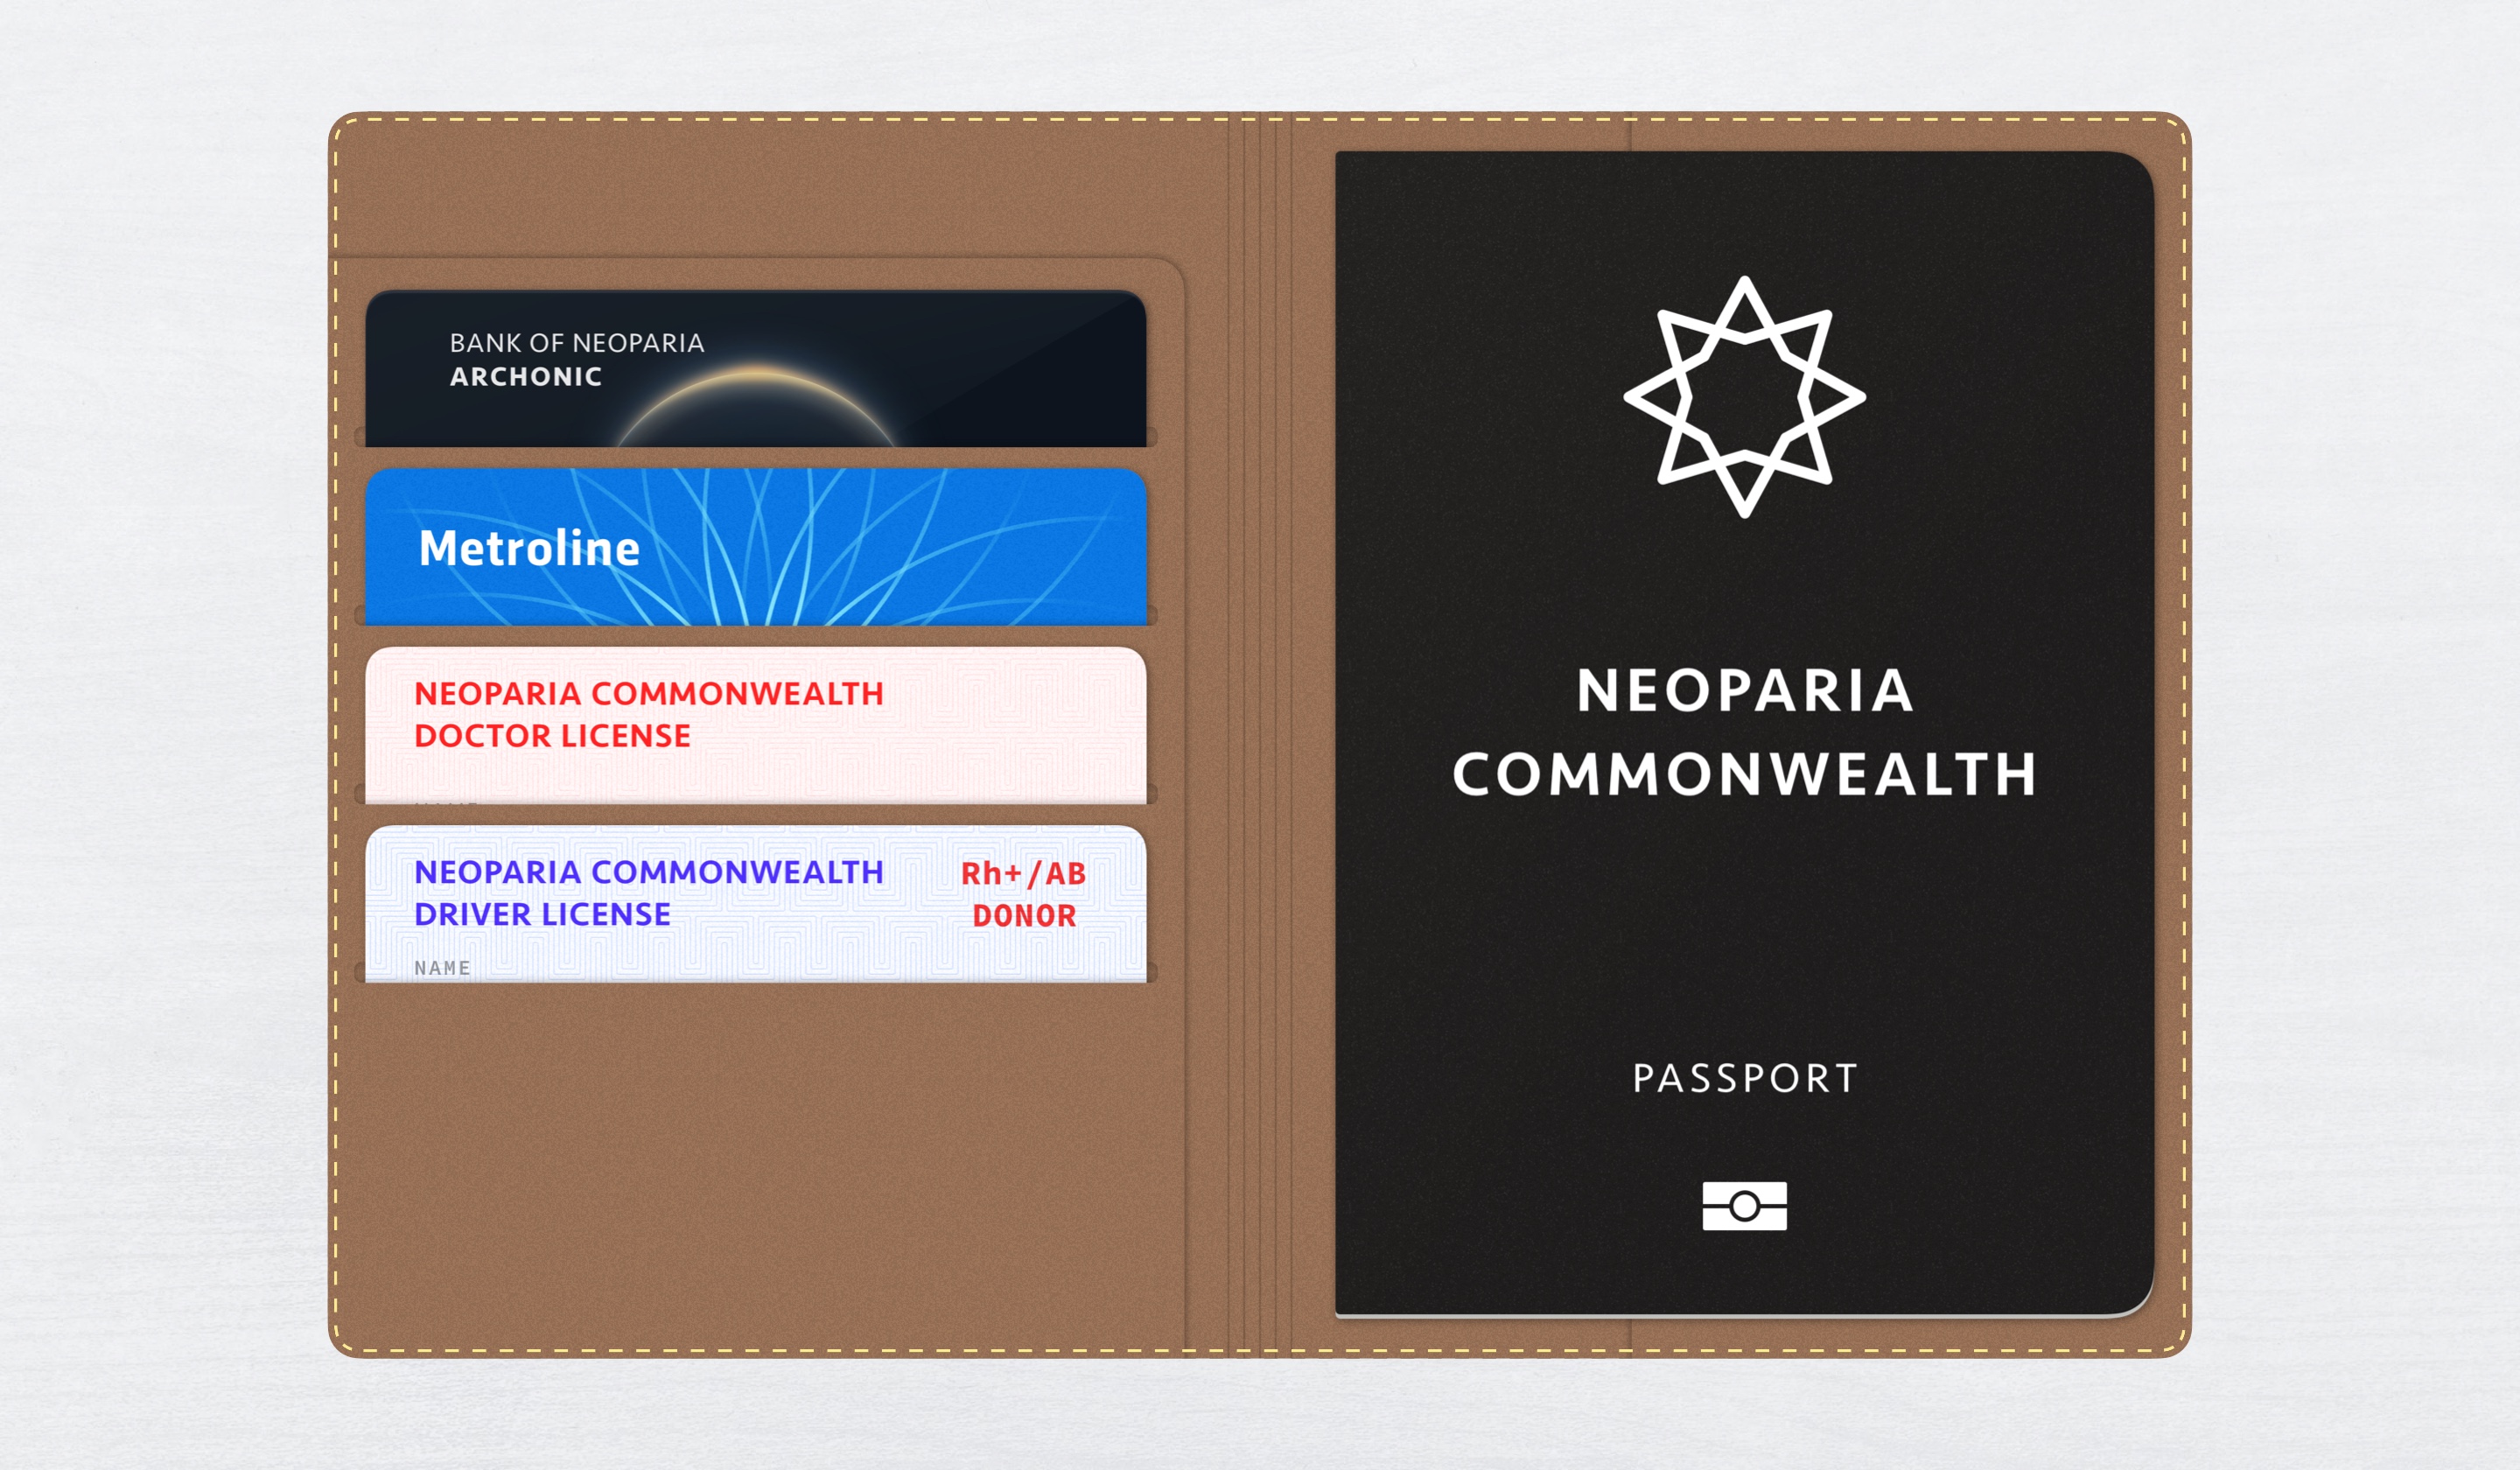 BANK OF NEOPARIA
ARCHONIC
Metroline
NEOPARIA COMMONWEALTH
DOCTOR LICENSE
NEOPARIA COMMONWEALTH
DRIVER LICENSE
Rh+/AB
DONOR
NAME
NEOPARIA
COMMONWEALTH
PASSPORT